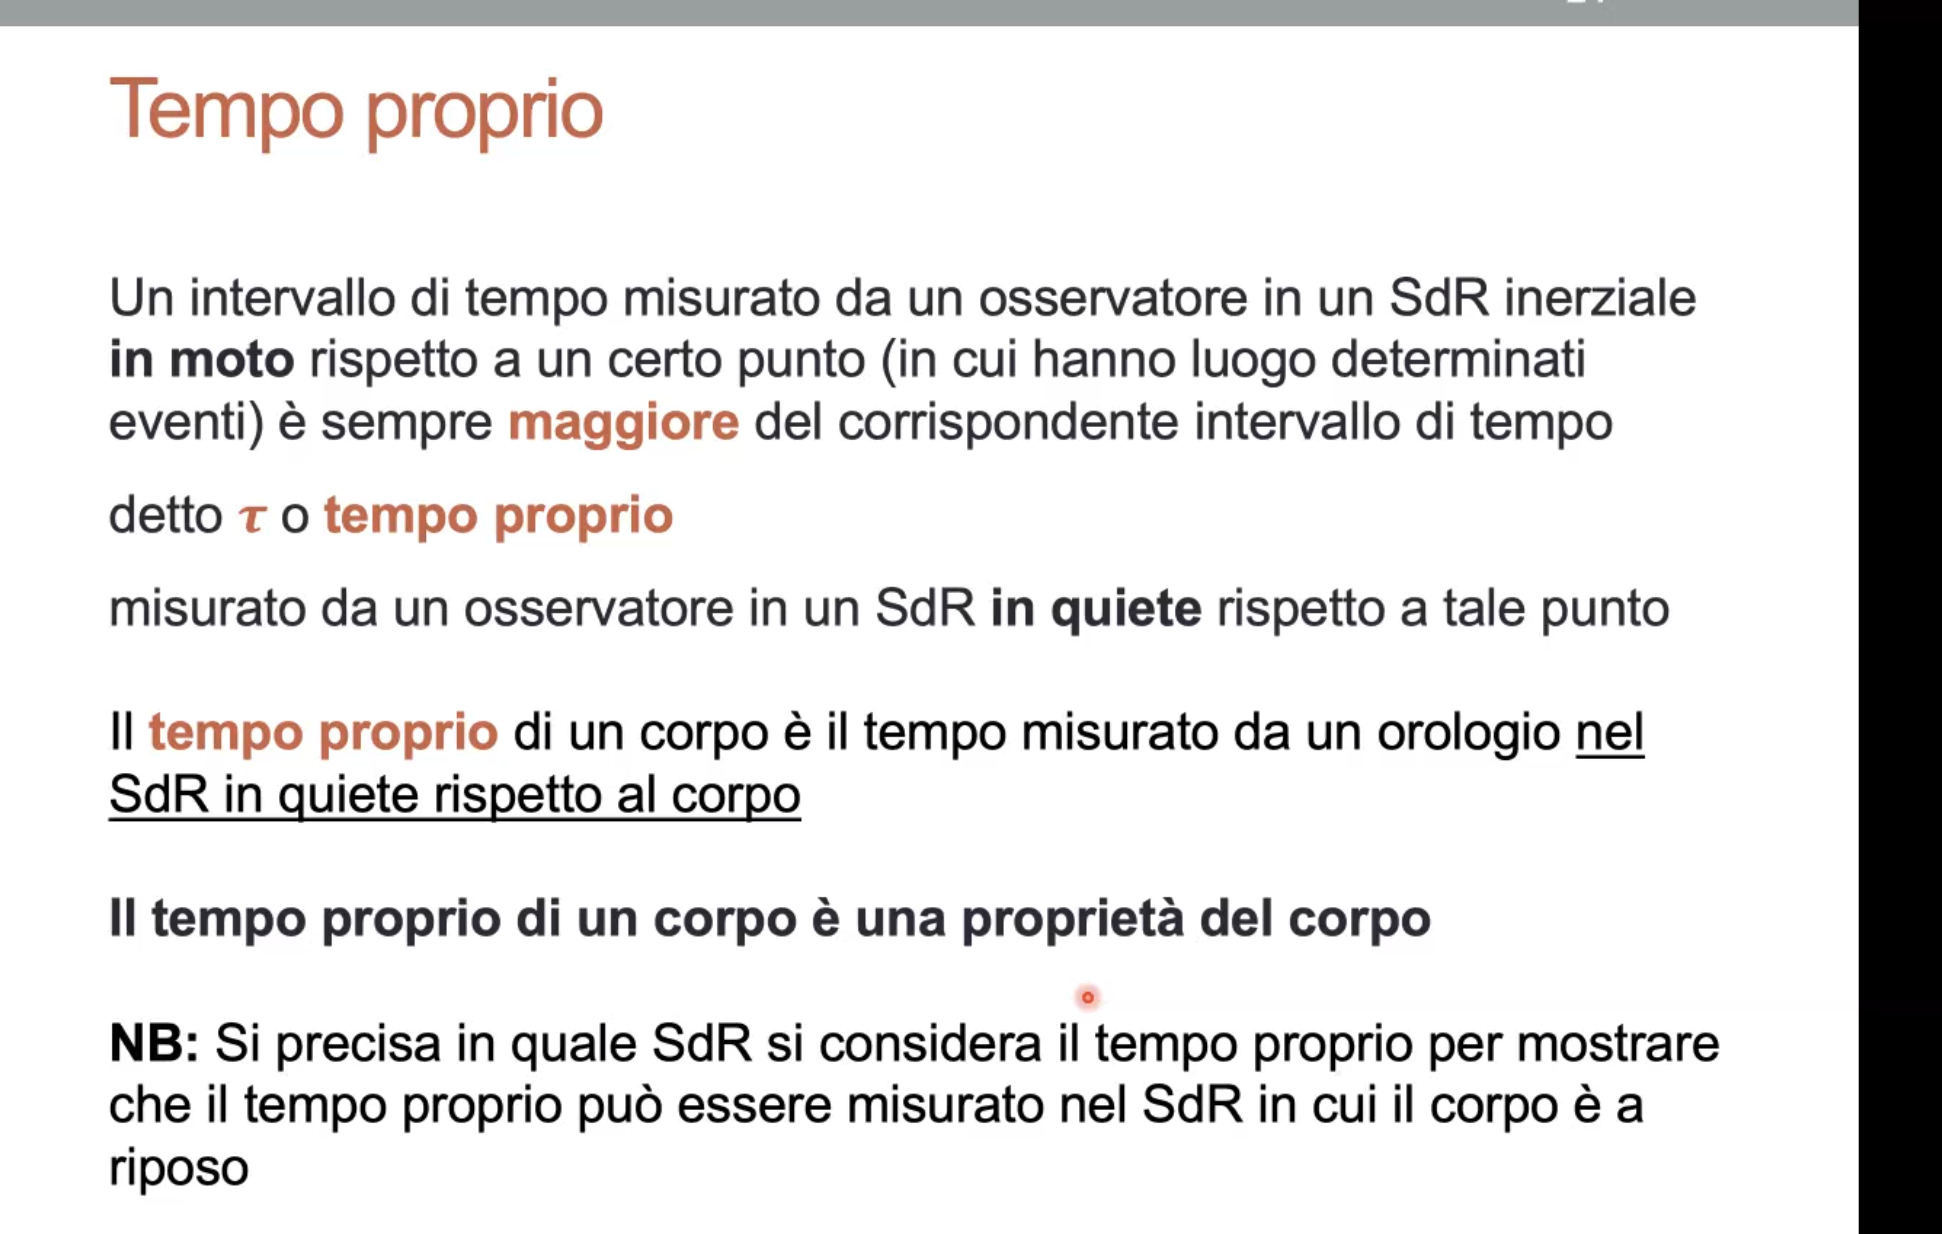 Tempo proprio
Un intervallo di tempo misurato da un osservatore in un SdR inerziale
in moto rispetto a un certo punto (in cui hanno luogo determinati
eventi) è sempre maggiore del corrispondente intervallo di tempo
detto τ o tempo proprio
misurato da un osservatore in un SdR in quiete rispetto a tale punto
Il tempo proprio di un corpo è il tempo misurato da un orologio nel
SdR in quiete rispetto al corpo
Il tempo proprio di un corpo è una proprietà del corpo
NB: Si precisa in quale SdR si considera il tempo proprio per mostrare
che il tempo proprio può essere misurato nel SdR in cui il corpo è a
riposo